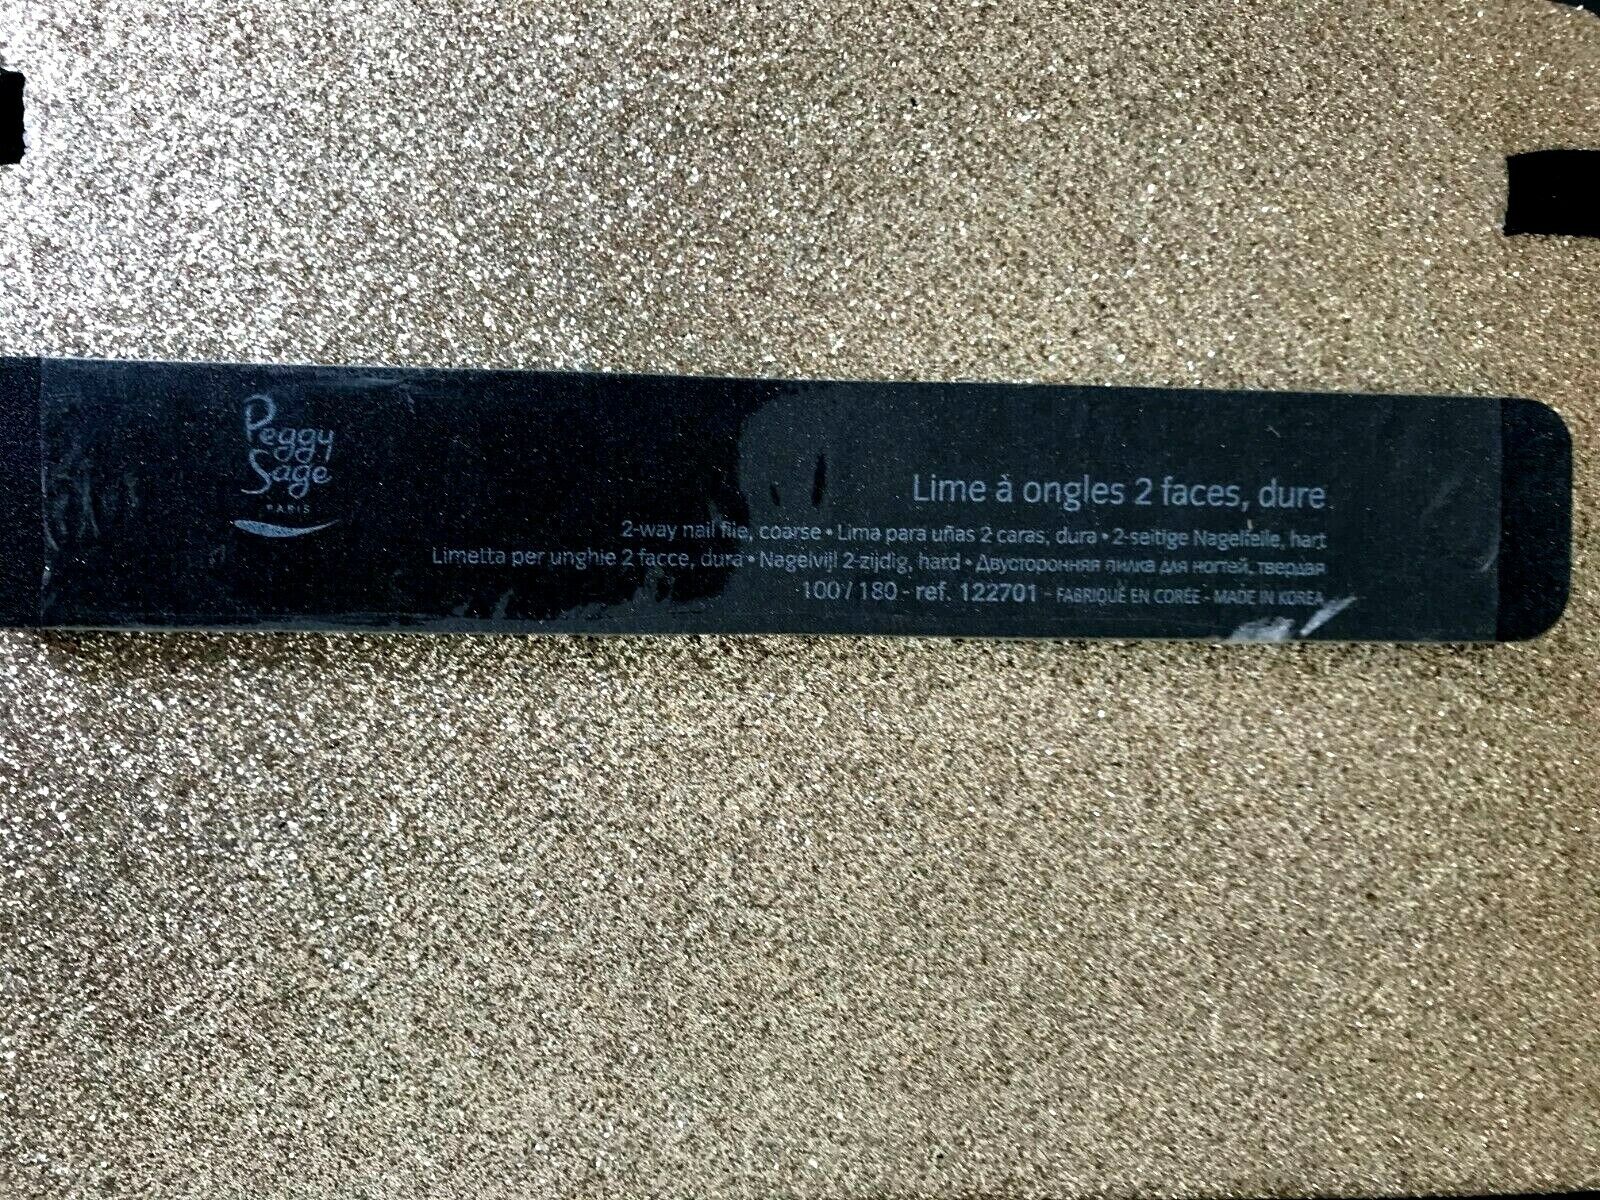 Peggy
Sage
PARIS
Lime à ongles 2 faces, dure
2-way nail file, coarse • Lima para uñas 2 caras, dura • 2-seitige Nagelfeile, hart
Limetta per unghie 2 facce, dura • Nagelvijl 2-zijdig, hard • Двусторонняя пилка для ногтей, твердая
100 / 180 - ref. 122701 - FABRIQUÉ EN CORÉE - MADE IN KOREA